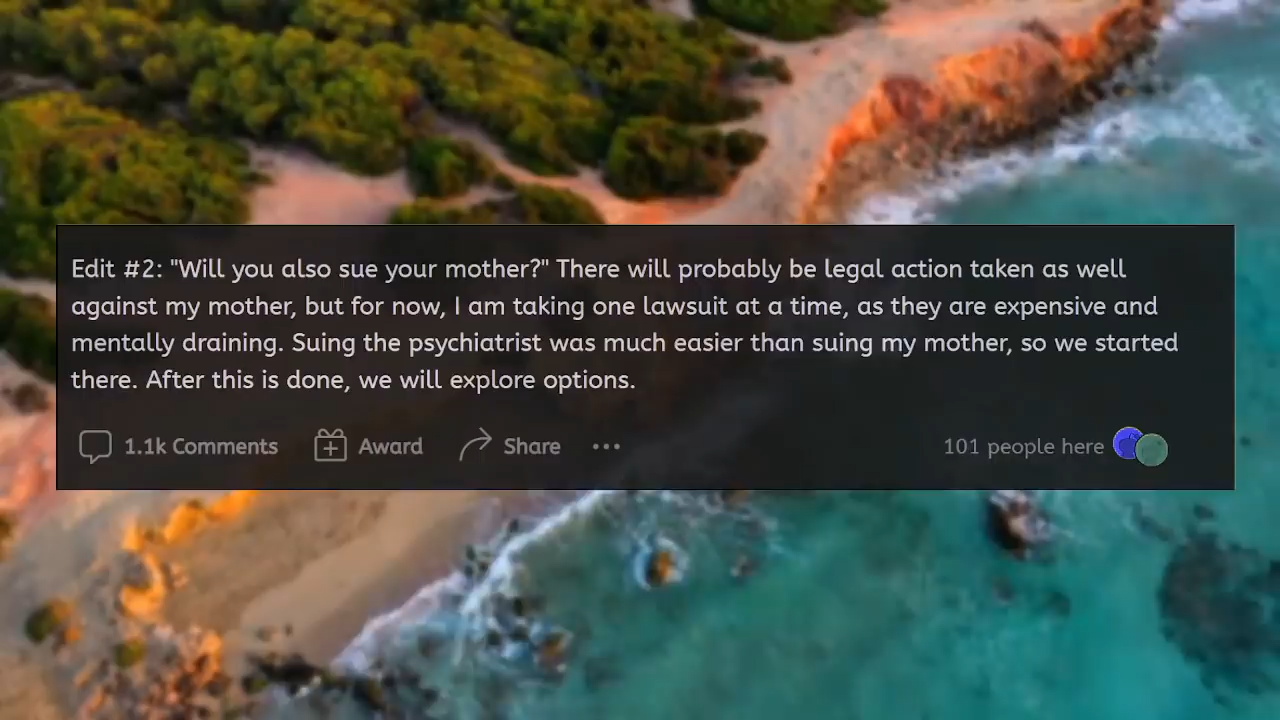 Edit #2: "Will you also sue your mother?" There will probably be legal action taken as well
against my mother, but for now, I am taking one lawsuit at a time, as they are expensive and
mentally draining. Suing the psychiatrist was much easier than suing my mother, so we started
there. After this is done, we will explore options.
1.1k Comments Award Share 101 people here